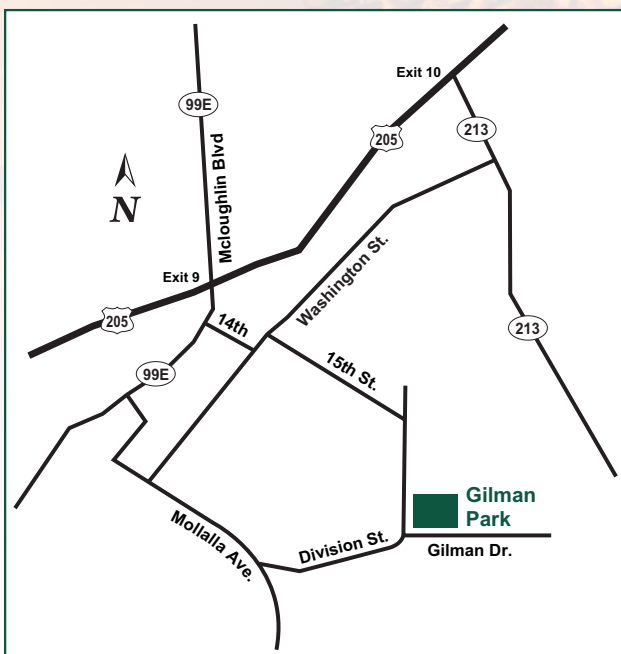 Exit 10
99E
213
205
Mcloughlin Blvd
N
Washington St.
Exit 9
205
14th
213
15th St.
99E
Gilman
Park
Mollalla Ave.
Division St.
Gilman Dr.